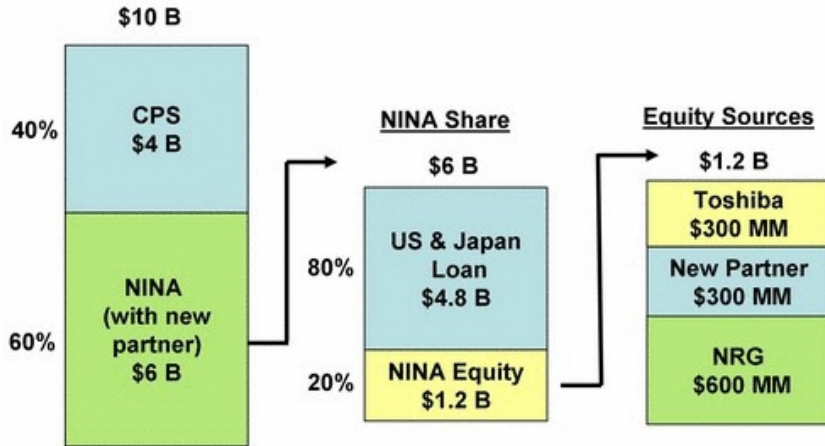 $10 B
CPS
$4 B
40%
NINA
(with new
partner)
$6 B
60%
NINA Share
$6 B
US & Japan
Loan
$4.8 B
80%
NINA Equity
$1.2 B
20%
Equity Sources
$1.2 B
Toshiba
$300 MM
New Partner
$300 MM
NRG
$600 MM